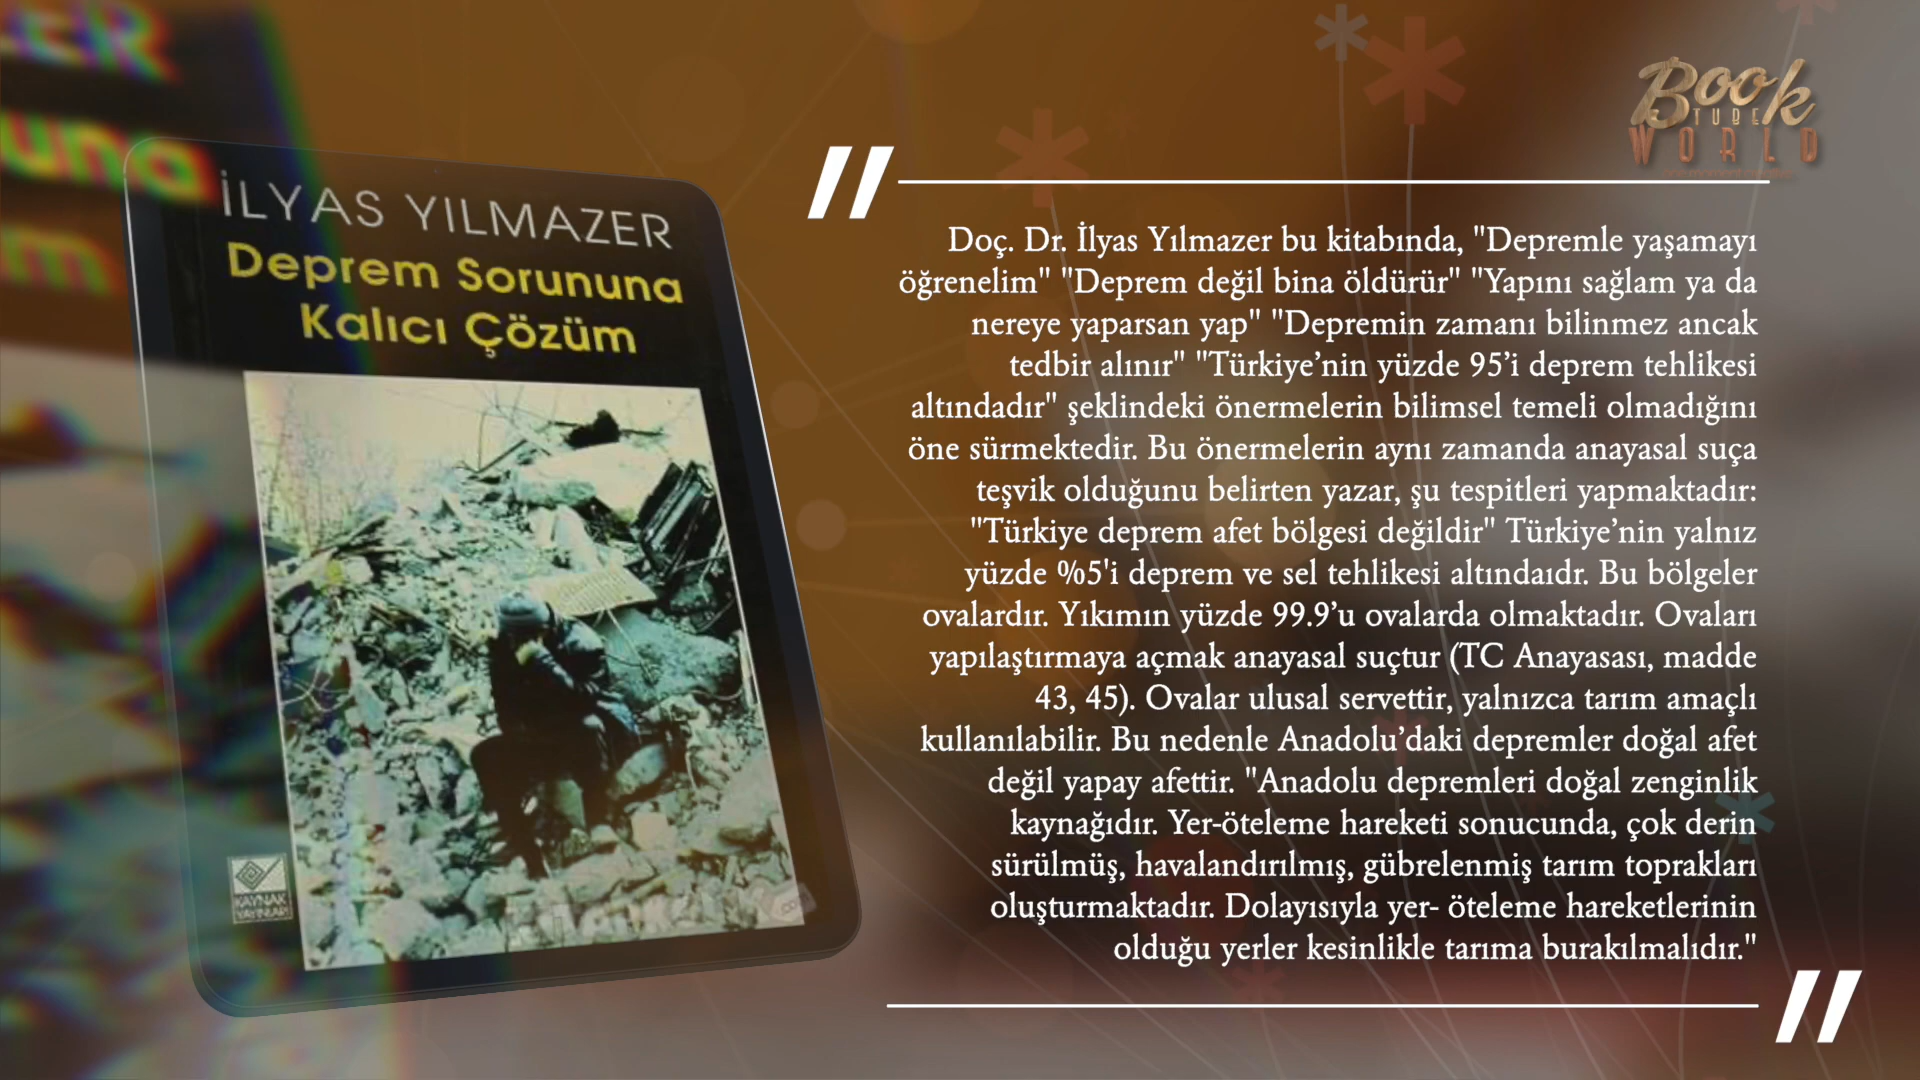 ER
una
m
İLYAS YILMAZER
Deprem Sorununa
Kalıcı Çözüm
KAYNAK
YAYINLARI
Book
TUBE
WORLD
Doç. Dr. İlyas Yılmazer bu kitabında, "Depremle yaşamayı
öğrenelim" "Deprem değil bina öldürür" "Yapını sağlam ya da
nereye yaparsan yap" "Depremin zamanı bilinmez ancak
tedbir alınır" "Türkiye’nin yüzde 95’i deprem tehlikesi
altındadır" şeklindeki önermelerin bilimsel temeli olmadığını
öne sürmektedir. Bu önermelerin aynı zamanda anayasal suça
teşvik olduğunu belirten yazar, şu tespitleri yapmaktadır:
"Türkiye deprem afet bölgesi değildir" Türkiye’nin yalnız
yüzde %5'i deprem ve sel tehlikesi altındaıdr. Bu bölgeler
ovalardır. Yıkımın yüzde 99.9’u ovalarda olmaktadır. Ovaları
yapılaştırmaya açmak anayasal suçtur (TC Anayasası, madde
43, 45). Ovalar ulusal servettir, yalnızca tarım amaçlı
kullanılabilir. Bu nedenle Anadolu’daki depremler doğal afet
değil yapay afettir. "Anadolu depremleri doğal zenginlik
kaynağıdır. Yer-öteleme hareketi sonucunda, çok derin
sürülmüş, havalandırılmış, gübrelenmiş tarım toprakları
oluşturmaktadır. Dolayısıyla yer- öteleme hareketlerinin
olduğu yerler kesinlikle tarıma burakılmalıdır."